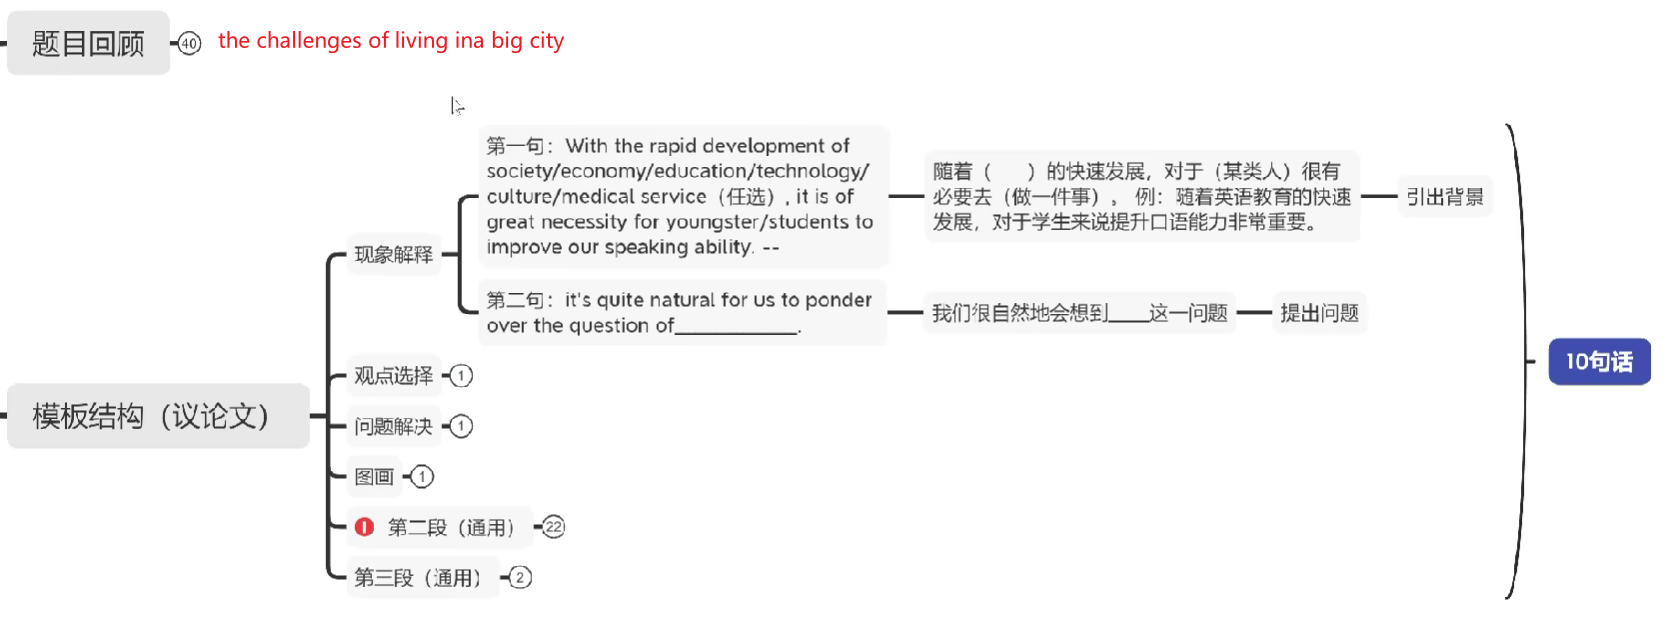 题目回顾
40
the challenges of living ina big city
第一句：With the rapid development of
society/economy/education/technology/
culture/medical service（任选）, it is of
great necessity for youngster/students to
improve our speaking ability. --
随着（ ）的快速发展，对于（某类人）很有
必要去（做一件事）。 例：随着英语教育的快速
发展，对于学生来说提升口语能力非常重要。
引出背景
现象解释
第二句：it's quite natural for us to ponder
over the question of____________.
我们很自然地会想到____这一问题
提出问题
10句话
观点选择
1
模板结构（议论文）
问题解决
1
图画
1
第二段（通用）
22
第三段（通用）
2